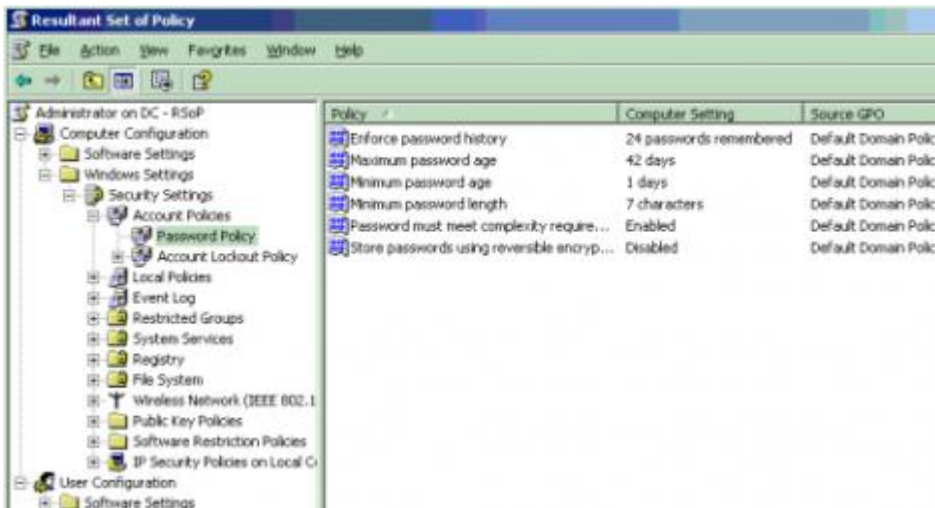 Resultant Set of Policy
File Action View Favorites Window Help
Administrator on DC - RSoP
Computer Configuration
Software Settings
Windows Settings
Security Settings
Account Policies
Password Policy
Account Lockout Policy
Local Policies
Event Log
Restricted Groups
System Services
Registry
File System
Wireless Network (IEEE 802.1
Public Key Policies
Software Restriction Policies
IP Security Policies on Local C
User Configuration
Software Settings
Policy Computer Setting Source GPO
Enforce password history 24 passwords remembered Default Domain Polic
Maximum password age 42 days Default Domain Polic
Minimum password age 1 days Default Domain Polic
Minimum password length 7 characters Default Domain Polic
Password must meet complexity require... Enabled Default Domain Polic
Store passwords using reversible encryp... Disabled Default Domain Polic